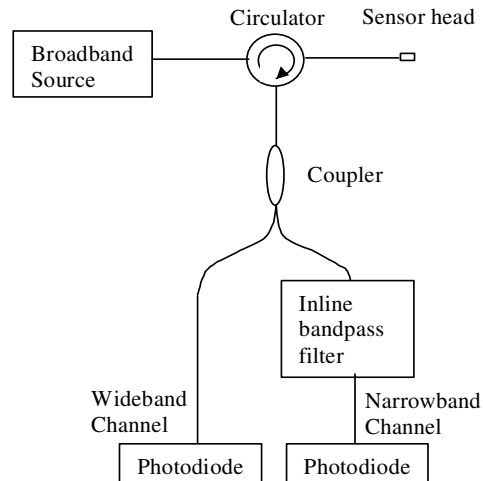 Circulator
Sensor head
Broadband
Source
Coupler
Inline
bandpass
filter
Wideband
Channel
Narrowband
Channel
Photodiode
Photodiode